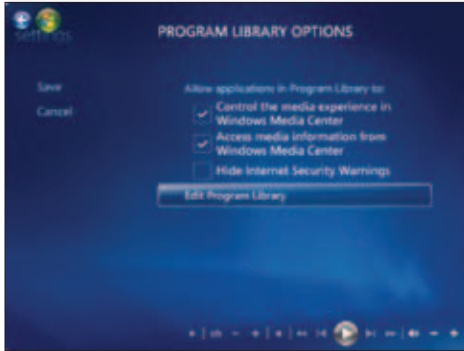 settings
PROGRAM LIBRARY OPTIONS
Save
Cancel
Allow applications in Program Library to:
Control the media experience in
Windows Media Center
Access media information from
Windows Media Center
Hide Internet Security Warnings
Edit Program Library
ch